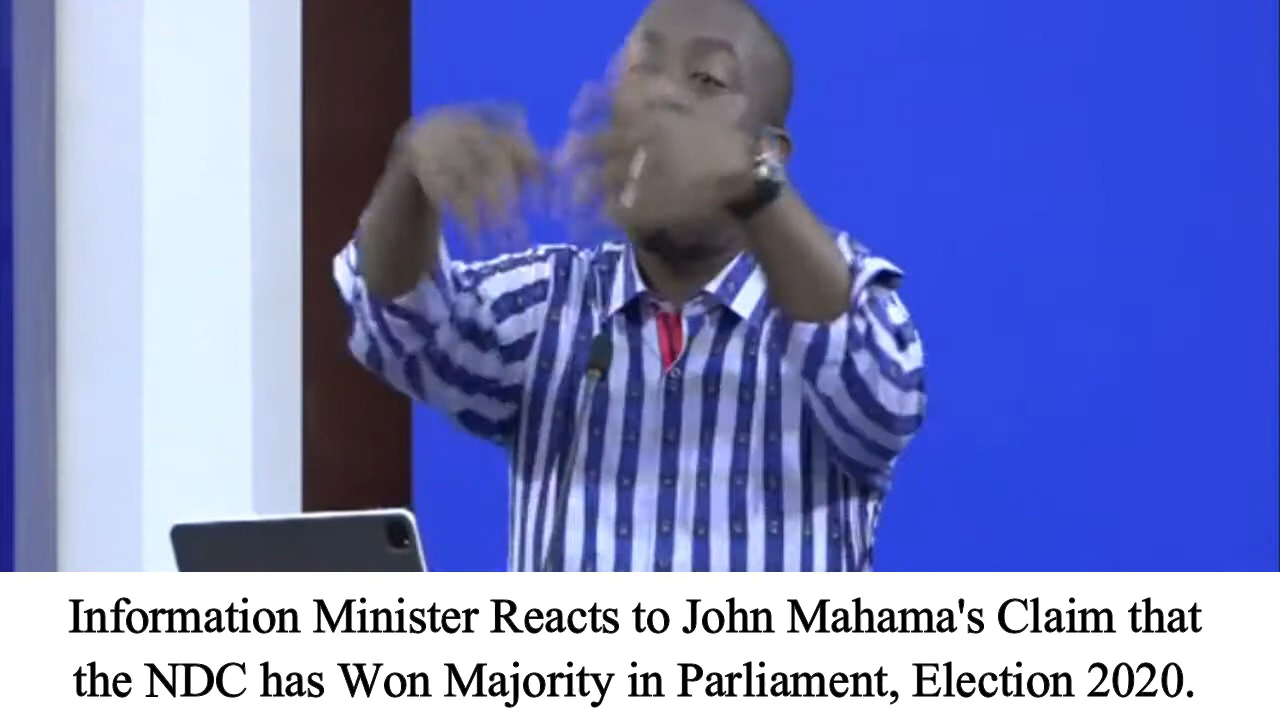 Information Minister Reacts to John Mahama's Claim that
the NDC has Won Majority in Parliament, Election 2020.